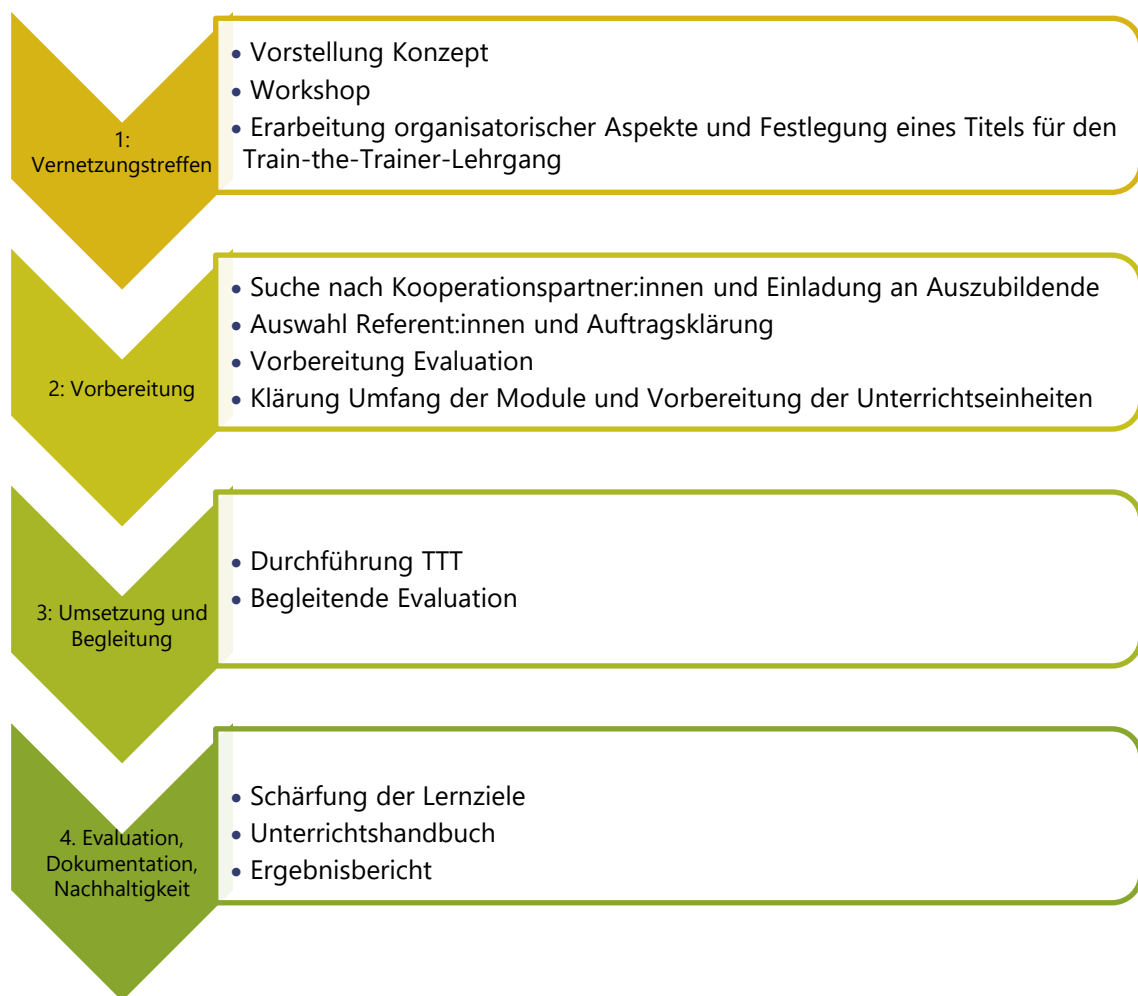 1:
Vernetzungstreffen
• Vorstellung Konzept
• Workshop
• Erarbeitung organisatorischer Aspekte und Festlegung eines Titels für den
Train-the-Trainer-Lehrgang
2: Vorbereitung
• Suche nach Kooperationspartner:innen und Einladung an Auszubildende
• Auswahl Referent:innen und Auftragsklärung
• Vorbereitung Evaluation
• Klärung Umfang der Module und Vorbereitung der Unterrichtseinheiten
3: Umsetzung und
Begleitung
• Durchführung TTT
• Begleitende Evaluation
4. Evaluation,
Dokumentation,
Nachhaltigkeit
• Schärfung der Lernziele
• Unterrichtshandbuch
• Ergebnisbericht